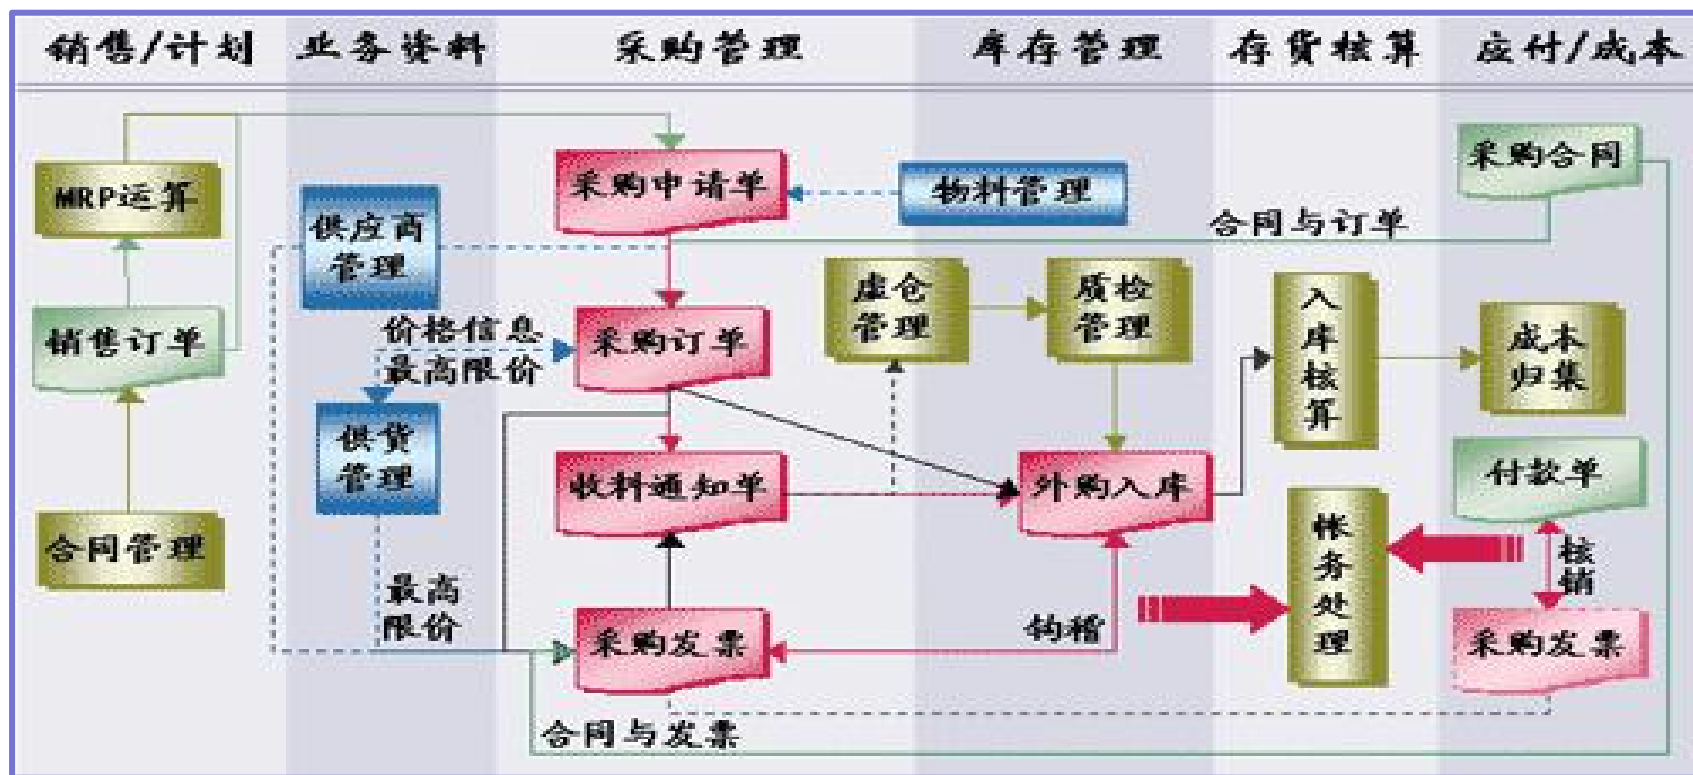 销售/计划
业务资料
采购管理
库存管理
存货核算
应付/成本
采购合同
采购申请单
MRP运算
物料管理
供应商
管理
合同与订单
虚仓
管理
质检
管理
入
库
核
算
销售订单
价格信息
最高限价
采购订单
成本
归集
供货
管理
收料通知单
外购入库
付款单
合同管理
帐
务
处
理
核
销
最高
限价
采购发票
钩稽
采购发票
合同与发票